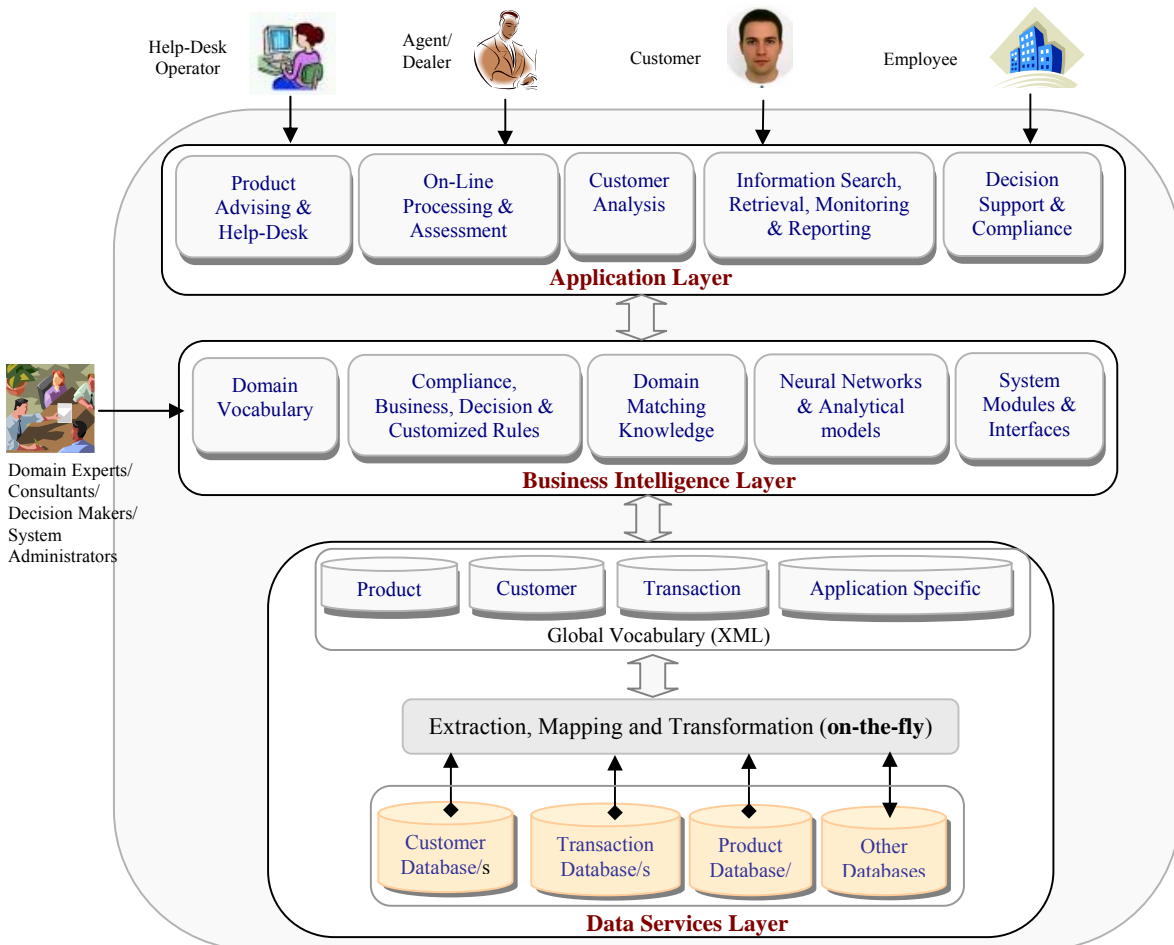 Help-Desk
Operator
Agent/
Dealer
Customer
Employee
Product
Advising &
Help-Desk
On-Line
Processing &
Assessment
Customer
Analysis
Information Search,
Retrieval, Monitoring
& Reporting
Decision
Support &
Compliance
Application Layer
Domain
Vocabulary
Compliance,
Business, Decision &
Customized Rules
Domain
Matching
Knowledge
Neural Networks
& Analytical
models
System
Modules &
Interfaces
Business Intelligence Layer
Domain Experts/
Consultants/
Decision Makers/
System
Administrators
Product
Customer
Transaction
Application Specific
Global Vocabulary (XML)
Extraction, Mapping and Transformation (on-the-fly)
Customer
Database/s
Transaction
Database/s
Product
Database/
Other
Databases
Data Services Layer